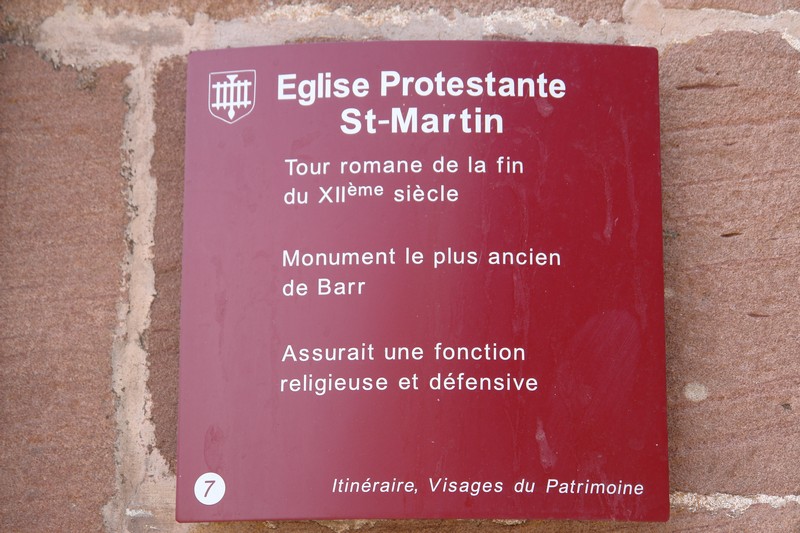 Eglise Protestante
St-Martin
Tour romane de la fin
du XIIème siècle
Monument le plus ancien
de Barr
Assurait une fonction
religieuse et défensive
7
Itinéraire, Visages du Patrimoine